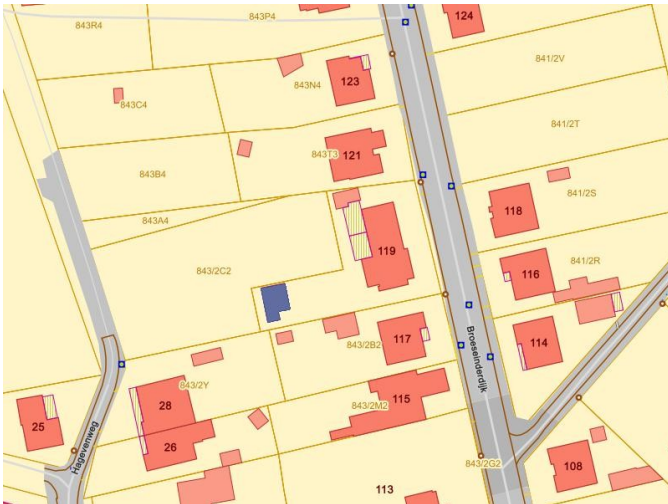 843R4
843P4
124
841/2V
123
843N4
843C4
841/2T
121
843T3
843B4
841/2S
118
843A4
119
116
841/2R
843/2C2
Broeseinderdijk
117
114
843/2B2
843/2Y
28
115
843/2M2
25
26
Hagevenweg
843/2G2
108
113